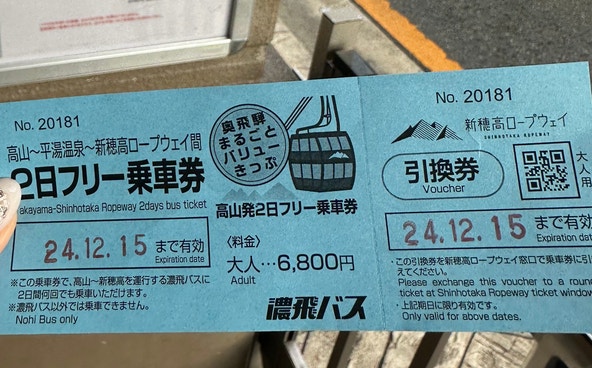 No. 20181
高山～平湯温泉～新穂高ロープウェイ間
2日フリー乗車券
Takayama-Shinhotaka Ropeway 2days bus ticket
24.12.15 まで有効
Expiration date
※この乗車券で、高山～新穂高を運行する濃飛バスに
2日間何回でも乗車いただけます。
※濃飛バス以外では乗車できません。
Nohi Bus only
奥飛騨
まるごと
バリュー
きっぷ
高山発2日フリー乗車券
〈料金〉
大人…6,800円
Adult
濃飛バス
No. 20181
新穂高ロープウェイ
SHINHOTAKA ROPEWAY
引換券
Voucher
大人用
24.12.15 まで有効
Expiration date
・この引換券を新穂高ロープウェイ窓口で乗車券に引
えてください。
Please exchange this voucher to a round
ticket at Shinhotaka Ropeway ticket window
・上記期日に限り有効です。
Only valid for above dates.